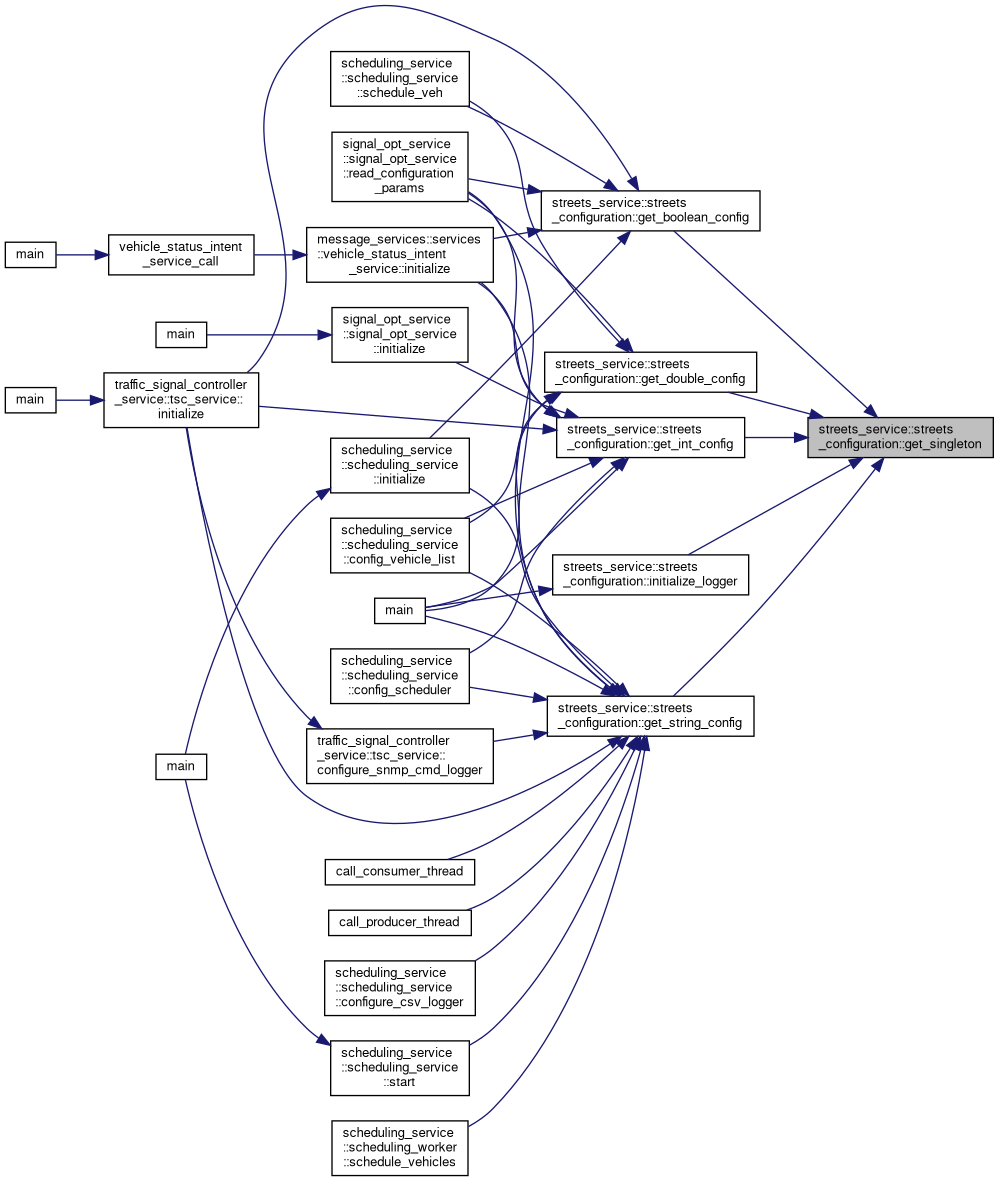 scheduling_service
::scheduling_service
::schedule_veh
signal_opt_service
::signal_opt_service
::read_configuration
_params
streets_service::streets
_configuration::get_boolean_config
main
vehicle_status_intent
_service_call
message_services::services
::vehicle_status_intent
_service::initialize
main
signal_opt_service
::signal_opt_service
::initialize
streets_service::streets
_configuration::get_double_config
main
traffic_signal_controller
_service::tsc_service::
initialize
streets_service::streets
_configuration::get_int_config
streets_service::streets
_configuration::get_singleton
scheduling_service
::scheduling_service
::initialize
scheduling_service
::scheduling_service
::config_vehicle_list
streets_service::streets
_configuration::initialize_logger
main
scheduling_service
::scheduling_service
::config_scheduler
streets_service::streets
_configuration::get_string_config
main
traffic_signal_controller
_service::tsc_service::
configure_snmp_cmd_logger
call_consumer_thread
call_producer_thread
scheduling_service
::scheduling_service
::configure_csv_logger
scheduling_service
::scheduling_service
::start
scheduling_service
::scheduling_worker
::schedule_vehicles